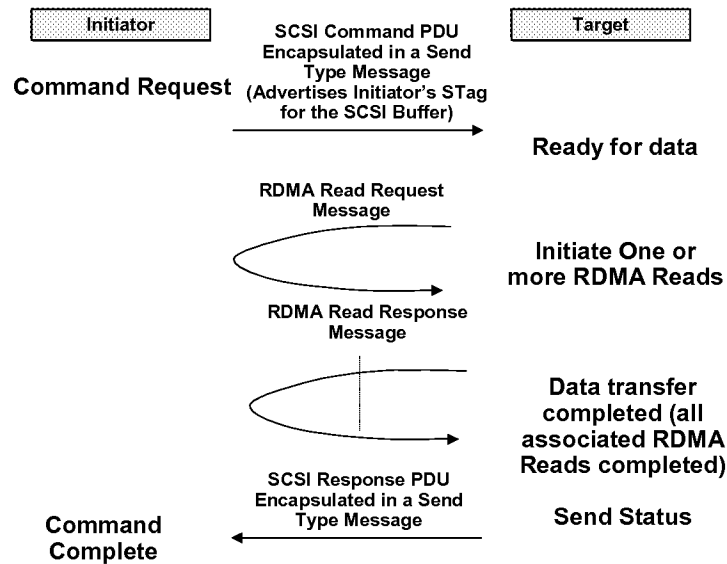 Initiator
Target
SCSI Command PDU
Encapsulated in a Send
Type Message
(Advertises Initiator's STag
for the SCSI Buffer)
Command Request
Ready for data
RDMA Read Request
Message
Initiate One or
more RDMA Reads
RDMA Read Response
Message
Data transfer
completed (all
associated RDMA
Reads completed)
SCSI Response PDU
Encapsulated in a Send
Type Message
Send Status
Command
Complete